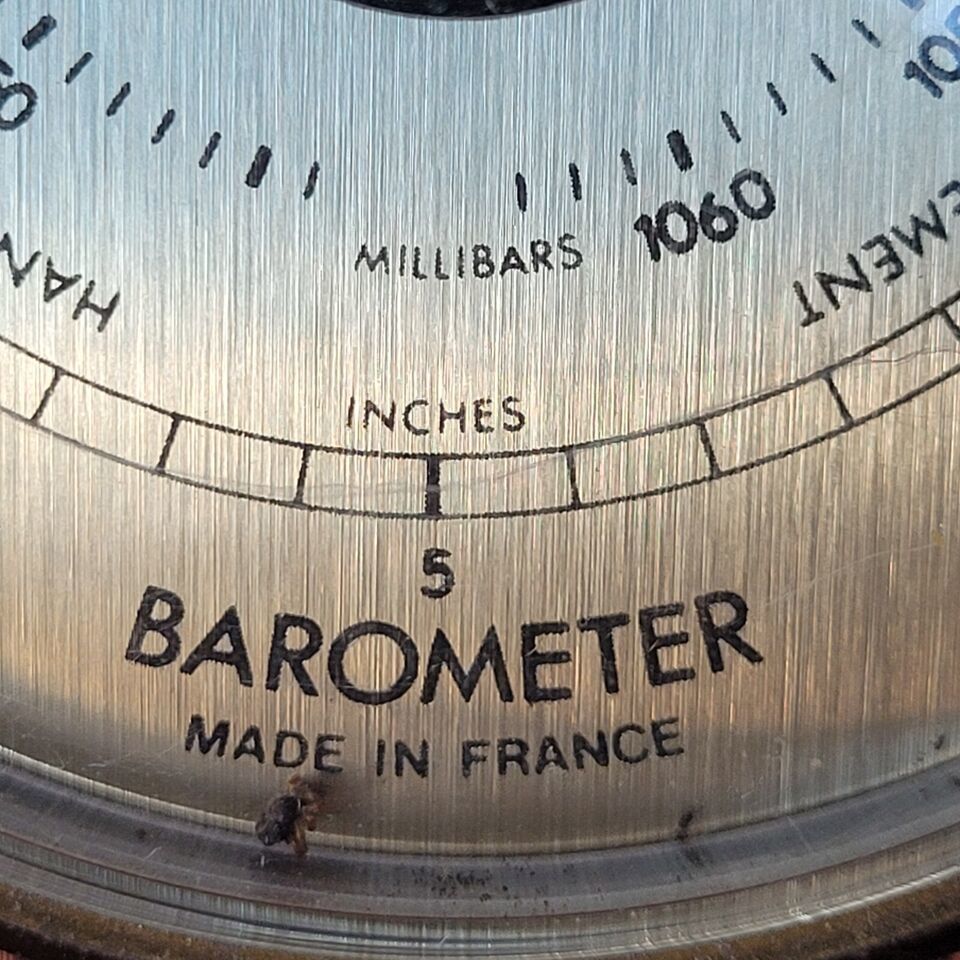 MILLIBARS
1060
INCHES
5
BAROMETER
MADE IN FRANCE